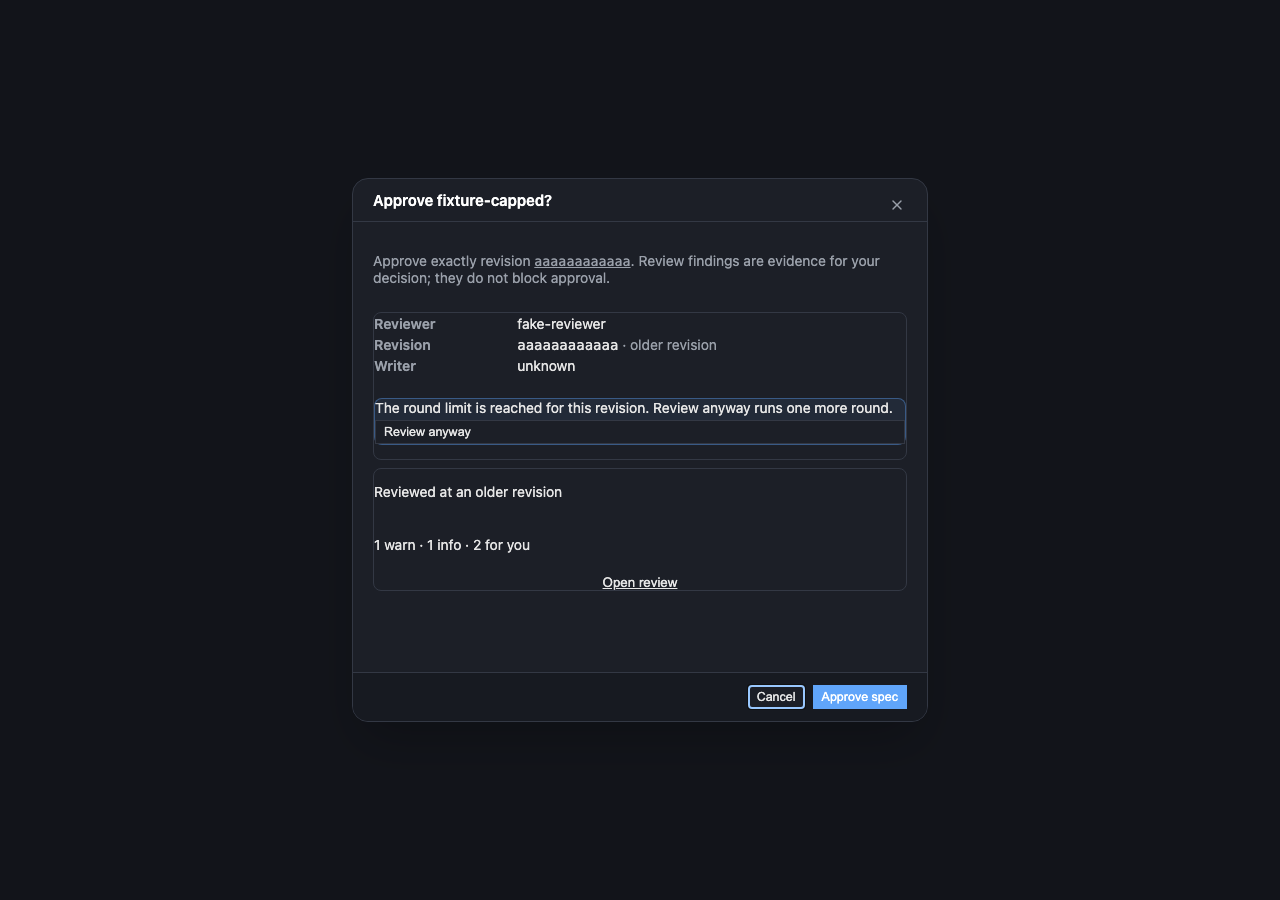 Approve fixture-capped?
×
Approve exactly revision aaaaaaaaaaaa. Review findings are evidence for your
decision; they do not block approval.
Reviewer fake-reviewer
Revision aaaaaaaaaaaa · older revision
Writer unknown
The round limit is reached for this revision. Review anyway runs one more round.
Review anyway
Reviewed at an older revision
1 warn · 1 info · 2 for you
Open review
Cancel Approve spec